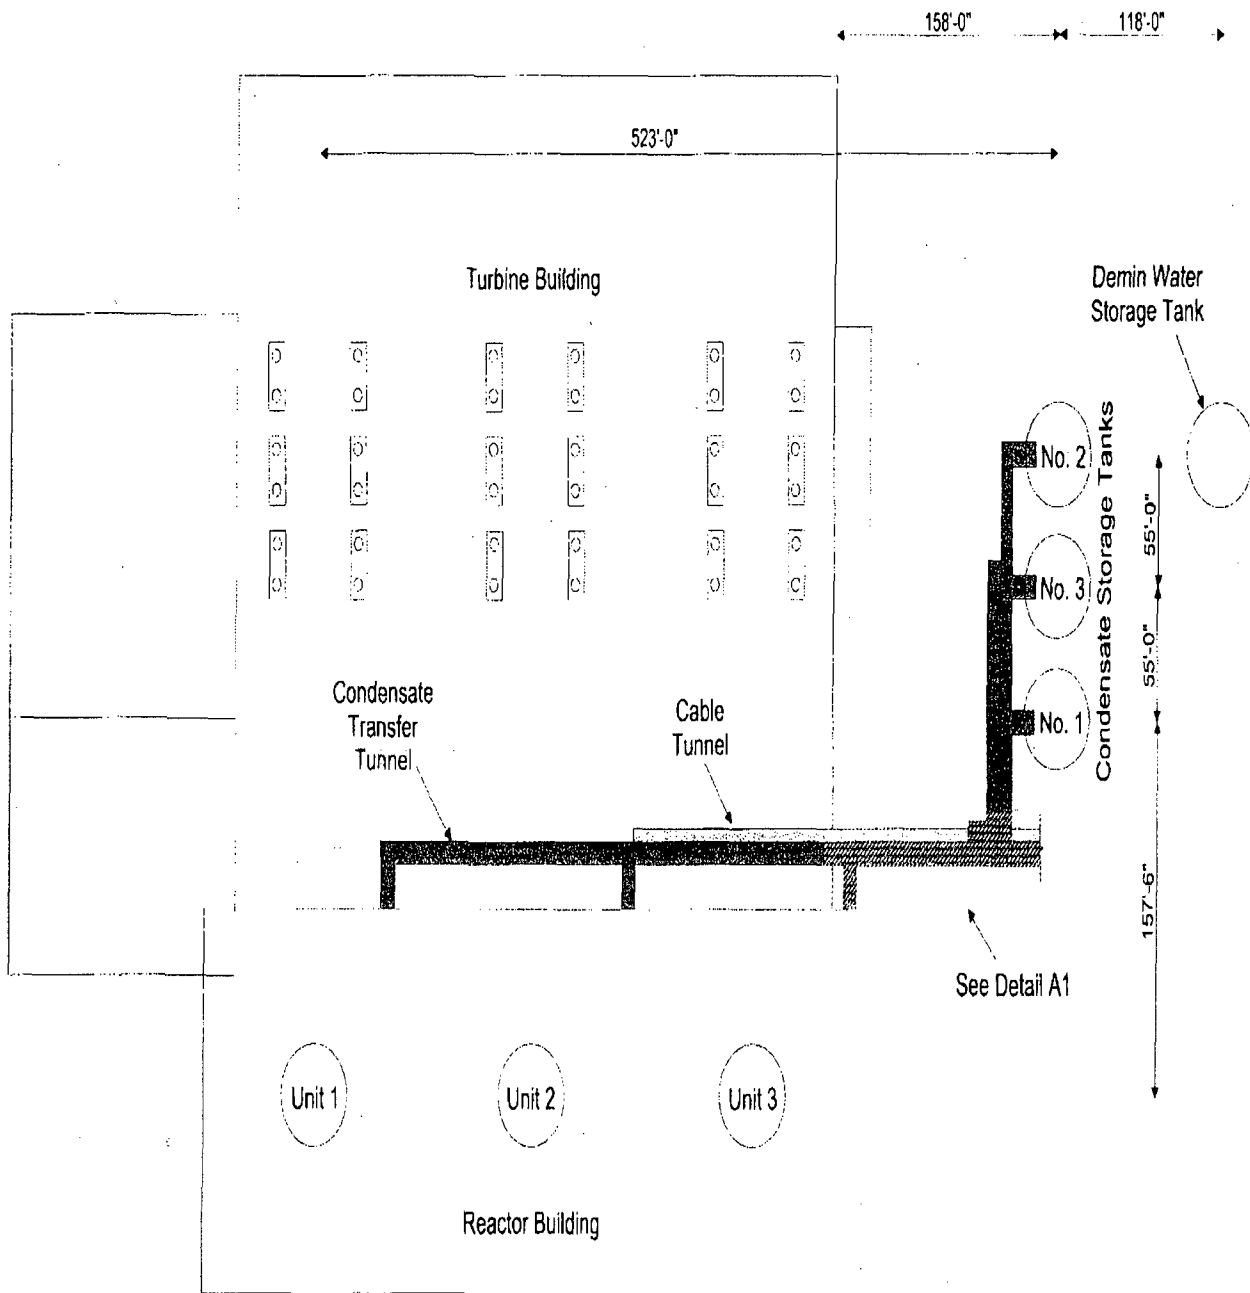 158'-0"
118'-0"
523'-0"
Turbine Building
Demin Water
Storage Tank
Condensate Storage Tanks
No. 2
55'-0"
No. 3
55'-0"
No. 1
Condensate
Transfer
Tunnel
Cable
Tunnel
157'-6"
See Detail A1
Unit 1
Unit 2
Unit 3
Reactor Building